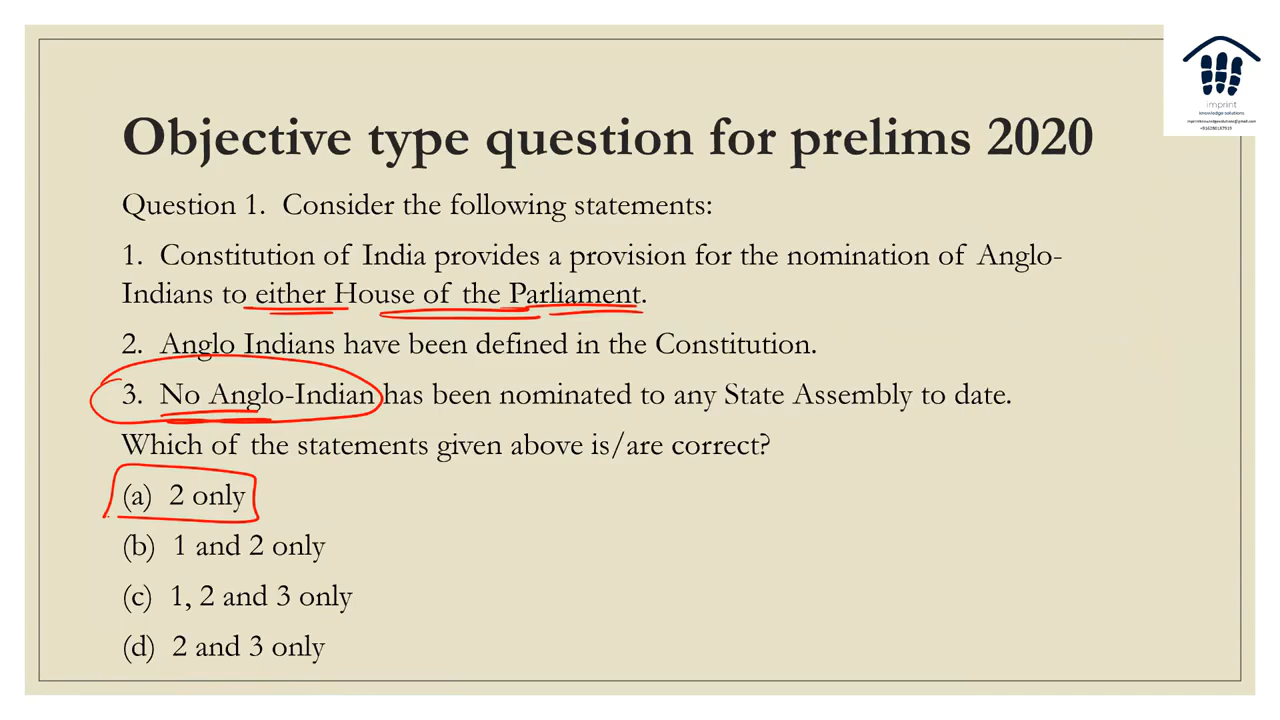 imprint
knowledge solutions
Objective type question for prelims 2020
Question 1. Consider the following statements:
1. Constitution of India provides a provision for the nomination of Anglo-
Indians to either House of the Parliament.
2. Anglo Indians have been defined in the Constitution.
3. No Anglo-Indian has been nominated to any State Assembly to date.
Which of the statements given above is/are correct?
(a) 2 only
(b) 1 and 2 only
(c) 1, 2 and 3 only
(d) 2 and 3 only